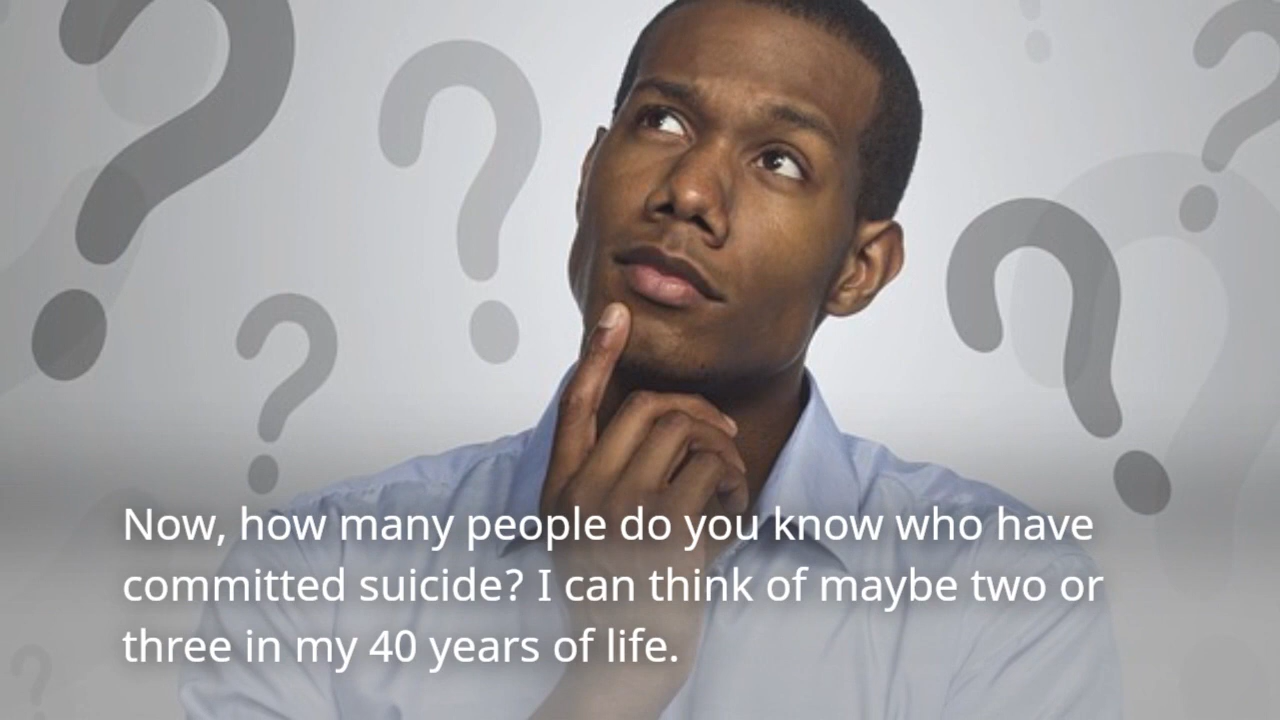 Now, how many people do you know who have
committed suicide? I can think of maybe two or
three in my 40 years of life.